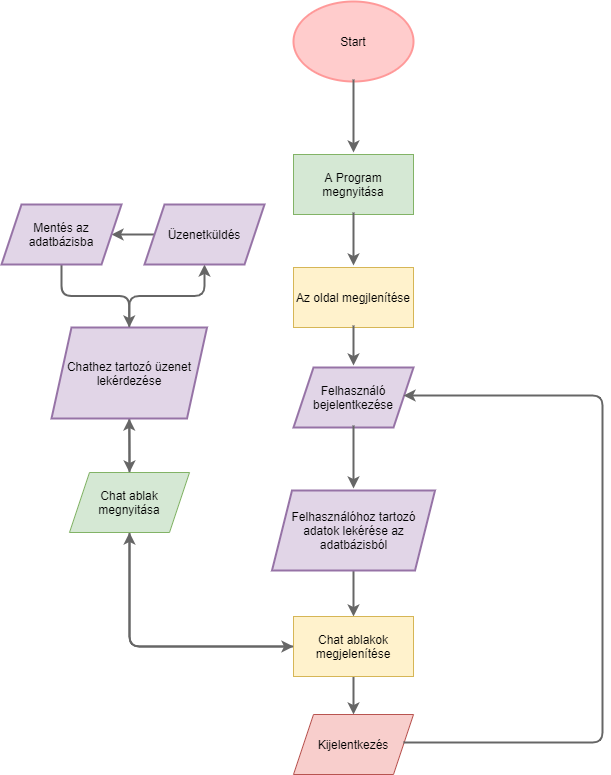 Start
A Program
megnyitása
Az oldal megjlenítése
Felhasználó
bejelentkezése
Felhasználóhoz tartozó
adatok lekérése az
adatbázisból
Chat ablakok
megjelenítése
Kijelentkezés
Mentés az
adatbázisba
Üzenetküldés
Chathez tartozó üzenet
lekérdezése
Chat ablak
megnyitása